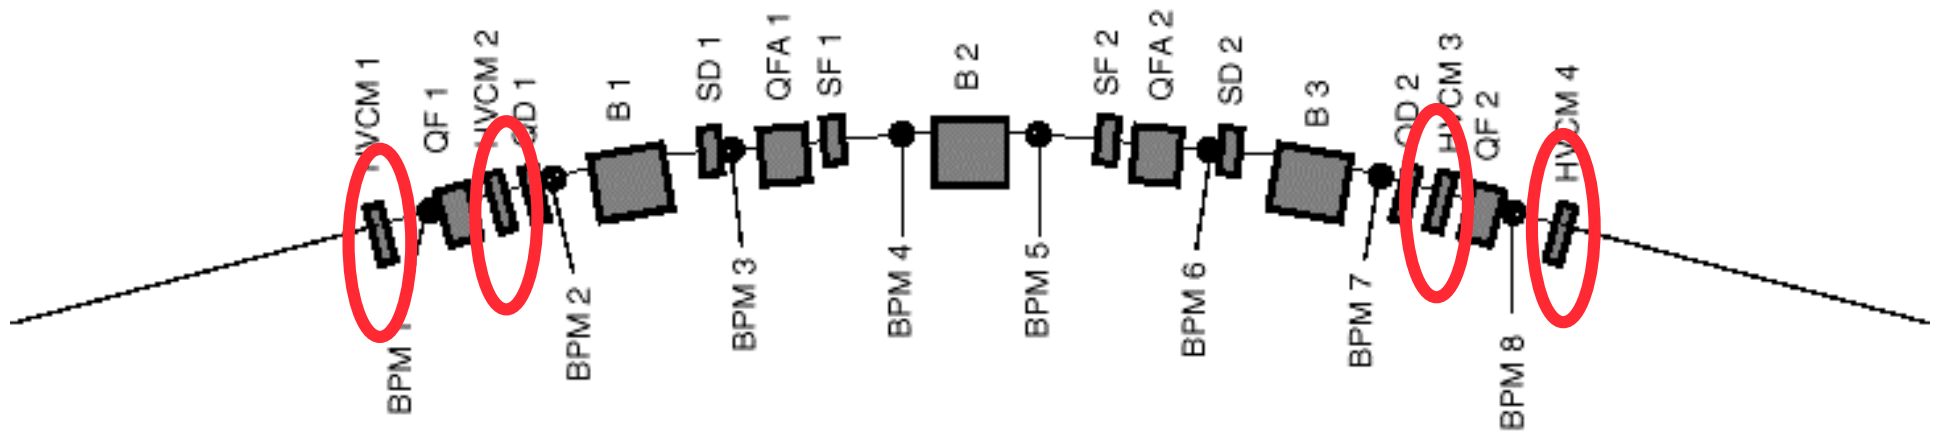 HVCM 1
QF 1
HVCM 2
QD 1
B 1
SD 1
QFA 1
SF 1
B 2
SF 2
QFA 2
SD 2
B 3
QD 2
HVCM 3
QF 2
HVCM 4
BPM 1
BPM 2
BPM 3
BPM 4
BPM 5
BPM 6
BPM 7
BPM 8